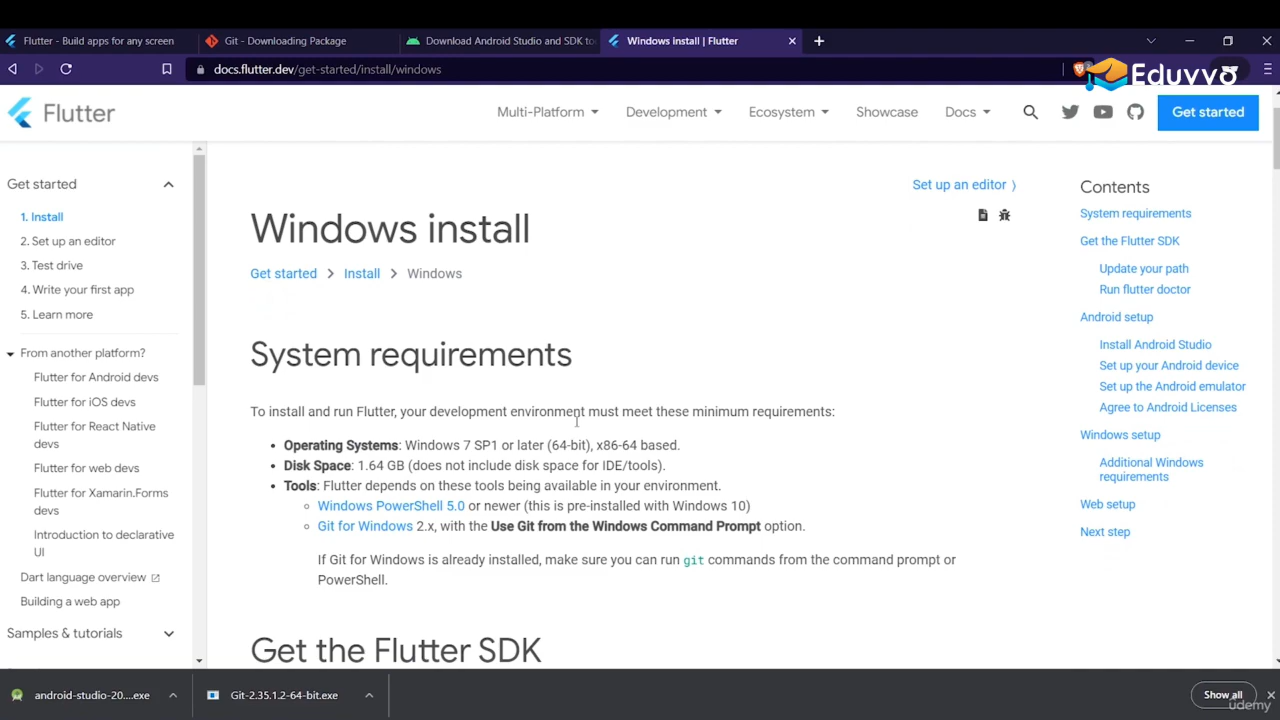 Flutter - Build apps for any screen
Git - Downloading Package
Download Android Studio and SDK to
Windows install | Flutter
docs.flutter.dev/get-started/install/windows
Eduvvo
Flutter
Multi-Platform
Development
Ecosystem
Showcase
Docs
Get started
Get started
1. Install
2. Set up an editor
3. Test drive
4. Write your first app
5. Learn more
From another platform?
Flutter for Android devs
Flutter for iOS devs
Flutter for React Native
devs
Flutter for web devs
Flutter for Xamarin.Forms
devs
Introduction to declarative
UI
Dart language overview
Building a web app
Samples & tutorials
Set up an editor
Windows install
Get started > Install > Windows
System requirements
To install and run Flutter, your development environment must meet these minimum requirements:
• Operating Systems: Windows 7 SP1 or later (64-bit), x86-64 based.
• Disk Space: 1.64 GB (does not include disk space for IDE/tools).
• Tools: Flutter depends on these tools being available in your environment.
◦ Windows PowerShell 5.0 or newer (this is pre-installed with Windows 10)
◦ Git for Windows 2.x, with the Use Git from the Windows Command Prompt option.
If Git for Windows is already installed, make sure you can run git commands from the command prompt or
PowerShell.
Get the Flutter SDK
Contents
System requirements
Get the Flutter SDK
Update your path
Run flutter doctor
Android setup
Install Android Studio
Set up your Android device
Set up the Android emulator
Agree to Android Licenses
Windows setup
Additional Windows
requirements
Web setup
Next step
android-studio-20....exe
Git-2.35.1.2-64-bit.exe
Show all
udemy